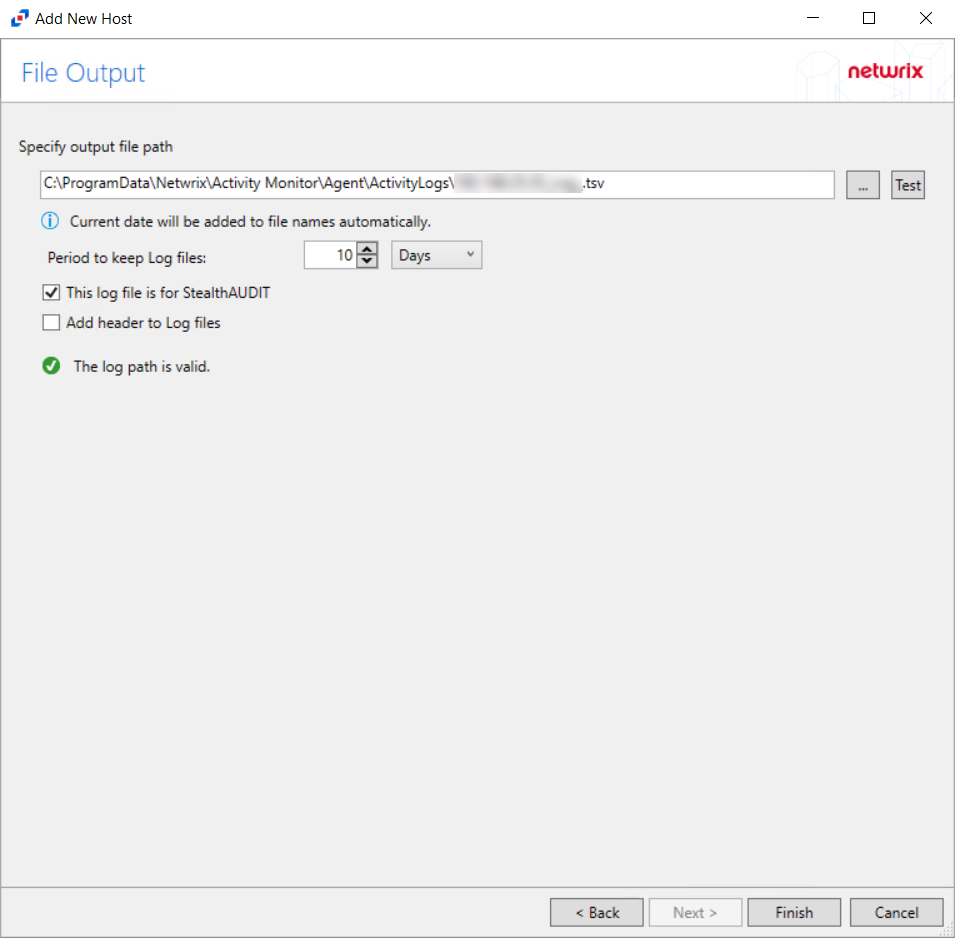 Add New Host
File Output
netwrix
Specify output file path
C:\ProgramData\Netwrix\Activity Monitor\Agent\ActivityLogs\ .tsv
... Test
Current date will be added to file names automatically.
Period to keep Log files: 10 Days
This log file is for StealthAUDIT
Add header to Log files
The log path is valid.
< Back Next > Finish Cancel